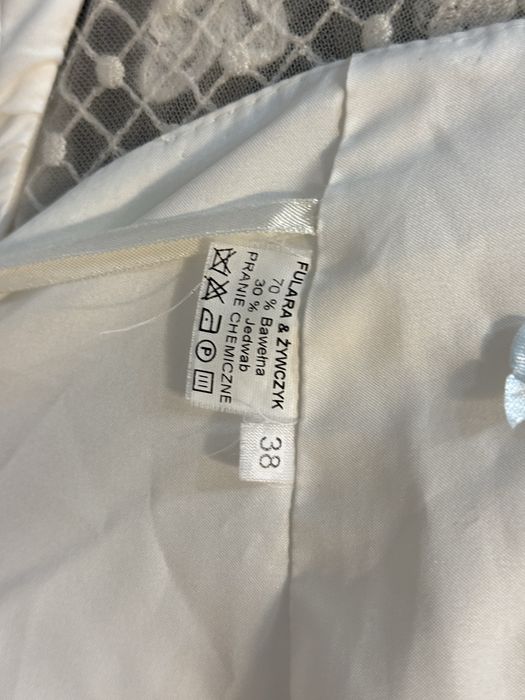 FULARA & ŻYWCZYK
70 % Bawełna
30 % Jedwab
PRANIE CHEMICZNE
P
38